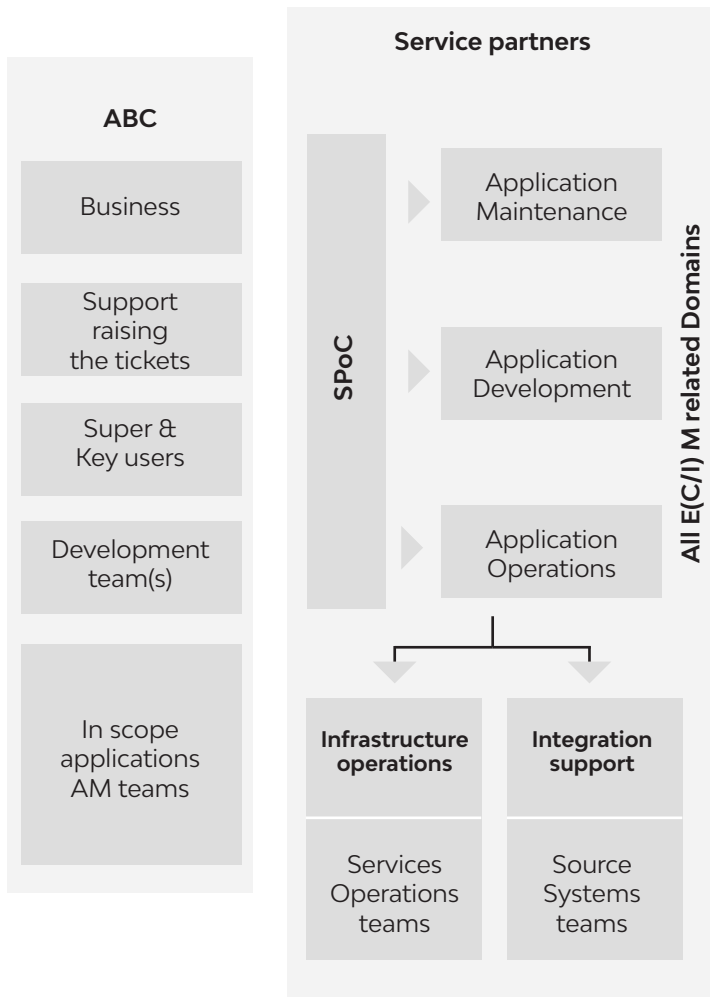 ABC
Business
Support
raising
the tickets
Super &
Key users
Development
team(s)
In scope
applications
AM teams
Service partners
SPoC
Application
Maintenance
Application
Development
Application
Operations
All E(C/I) M related Domains
Infrastructure
operations
Services
Operations
teams
Integration
support
Source
Systems
teams